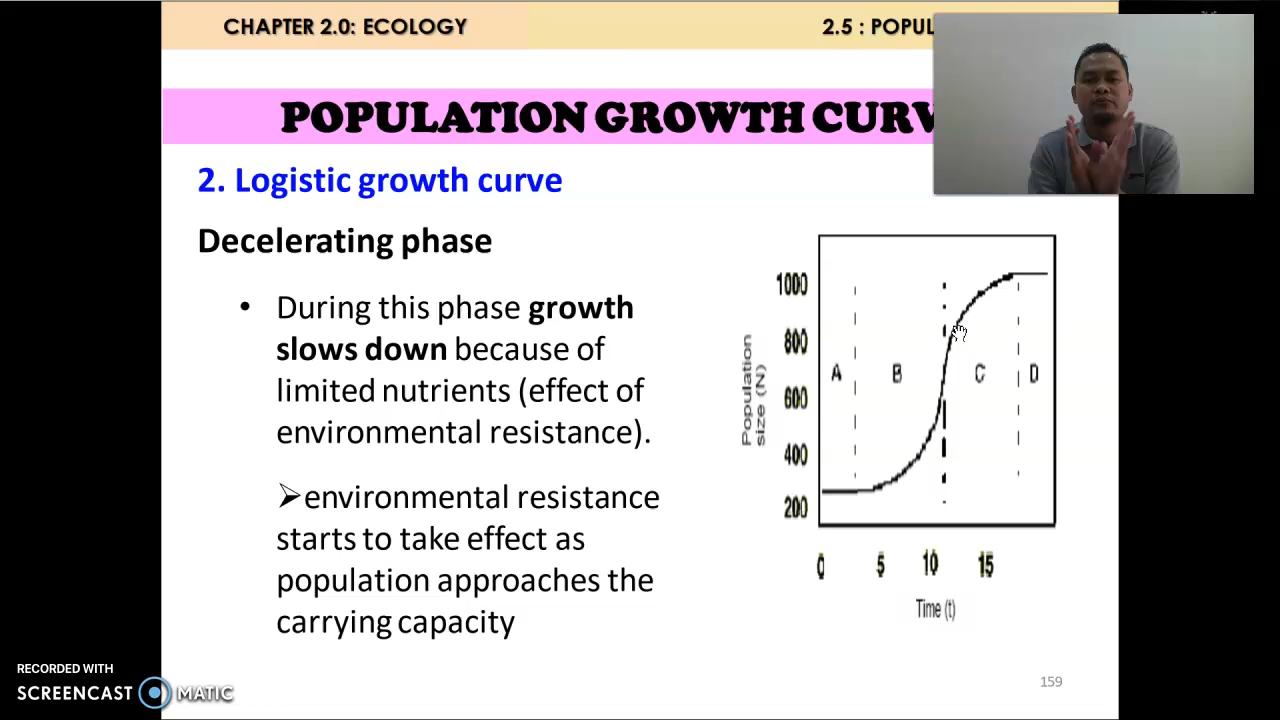 CHAPTER 2.0: ECOLOGY
2.5 : POPUL
POPULATION GROWTH CURV
2. Logistic growth curve
Decelerating phase
• During this phase growth
slows down because of
limited nutrients (effect of
environmental resistance).
➢environmental resistance
starts to take effect as
population approaches the
carrying capacity
Population
size (N)
1000
800
600
400
200
A B C D
0 5 10 15
Time (t)
159
RECORDED WITH
SCREENCAST MATIC